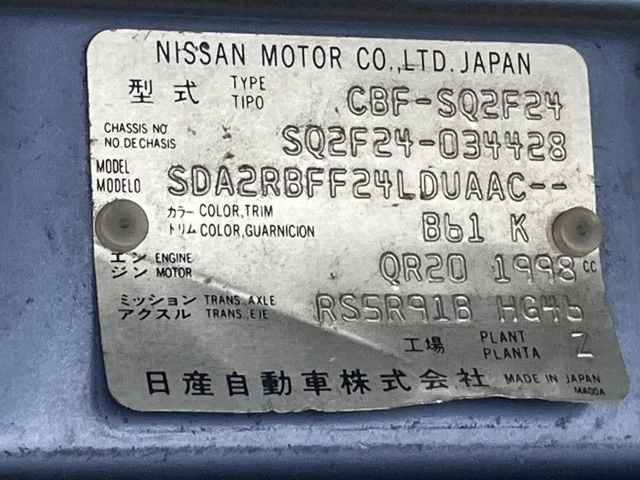 NISSAN MOTOR CO.,LTD. JAPAN
型式 TYPE TIPO CBF-SQ2F24
CHASSIS NO. NO. DE CHASIS SQ2F24-034428
MODEL MODELO SDA2RBFF24LDUAAC--
カラー COLOR, TRIM
トリム COLOR, GUARNICION B61 K
エンジン ENGINE MOTOR QR20 1998 CC
ミッション TRANS. AXLE
アクスル TRANS. EJE RS5R91B HG46
工場 PLANT PLANTA Z
日産自動車株式会社 MADE IN JAPAN
MA00A